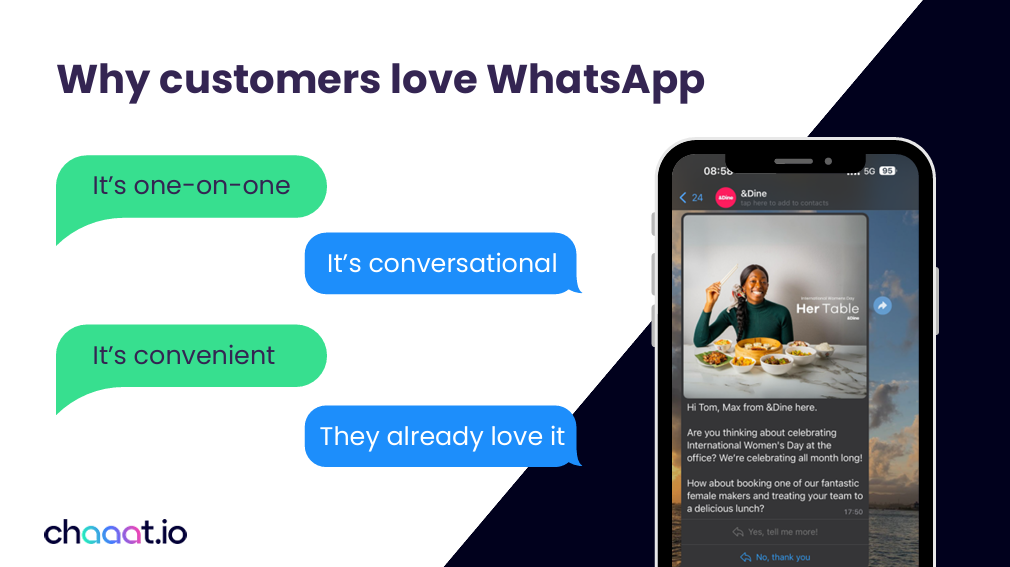 Why customers love WhatsApp
It's one-on-one
It's conversational
It's convenient
They already love it
chaaat.io
08:58
5G 95
24
&Dine
&Dine
tap here to add to contacts
International Womens Day
Her Table
&Dine
Hi Tom, Max from &Dine here.
Are you thinking about celebrating
International Women's Day at the
office? We're celebrating all month long!
How about booking one of our fantastic
female makers and treating your team to
a delicious lunch?
17:50
Yes, tell me more!
No, thank you